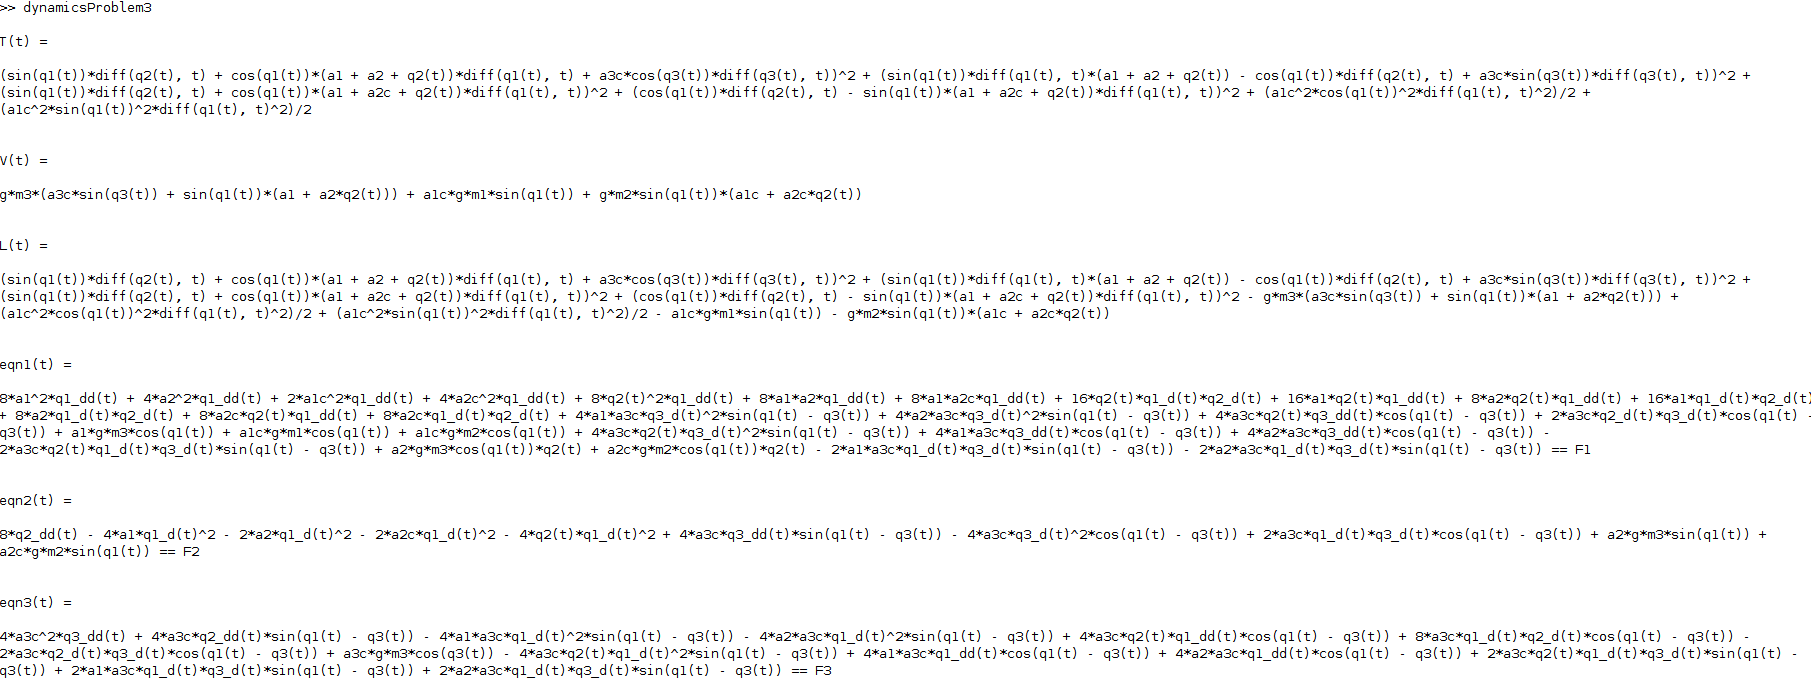 >> dynamicsProblem3
T(t) =
(sin(q1(t))*diff(q2(t), t) + cos(q1(t))*(a1 + a2 + q2(t))*diff(q1(t), t) + a3c*cos(q3(t))*diff(q3(t), t))^2 + (sin(q1(t))*diff(q1(t), t)*(a1 + a2 + q2(t)) - cos(q1(t))*diff(q2(t), t) + a3c*sin(q3(t))*diff(q3(t), t))^2 +
(sin(q1(t))*diff(q2(t), t) + cos(q1(t))*(a1 + a2c + q2(t))*diff(q1(t), t))^2 + (cos(q1(t))*diff(q2(t), t) - sin(q1(t))*(a1 + a2c + q2(t))*diff(q1(t), t))^2 + (a1c^2*cos(q1(t))^2*diff(q1(t), t)^2)/2 +
(a1c^2*sin(q1(t))^2*diff(q1(t), t)^2)/2
V(t) =
g*m3*(a3c*sin(q3(t)) + sin(q1(t))*(a1 + a2*q2(t))) + a1c*g*m1*sin(q1(t)) + g*m2*sin(q1(t))*(a1c + a2c*q2(t))
L(t) =
(sin(q1(t))*diff(q2(t), t) + cos(q1(t))*(a1 + a2 + q2(t))*diff(q1(t), t) + a3c*cos(q3(t))*diff(q3(t), t))^2 + (sin(q1(t))*diff(q1(t), t)*(a1 + a2 + q2(t)) - cos(q1(t))*diff(q2(t), t) + a3c*sin(q3(t))*diff(q3(t), t))^2 +
(sin(q1(t))*diff(q2(t), t) + cos(q1(t))*(a1 + a2c + q2(t))*diff(q1(t), t))^2 + (cos(q1(t))*diff(q2(t), t) - sin(q1(t))*(a1 + a2c + q2(t))*diff(q1(t), t))^2 - g*m3*(a3c*sin(q3(t)) + sin(q1(t))*(a1 + a2*q2(t))) +
(a1c^2*cos(q1(t))^2*diff(q1(t), t)^2)/2 + (a1c^2*sin(q1(t))^2*diff(q1(t), t)^2)/2 - a1c*g*m1*sin(q1(t)) - g*m2*sin(q1(t))*(a1c + a2c*q2(t))
eqn1(t) =
8*a1^2*q1_dd(t) + 4*a2^2*q1_dd(t) + 2*a1c^2*q1_dd(t) + 4*a2c^2*q1_dd(t) + 8*q2(t)^2*q1_dd(t) + 8*a1*a2*q1_dd(t) + 8*a1*a2c*q1_dd(t) + 16*q2(t)*q1_d(t)*q2_d(t) + 16*a1*q2(t)*q1_dd(t) + 8*a2*q2(t)*q1_dd(t) + 16*a1*q1_d(t)*q2_d(t)
+ 8*a2*q1_d(t)*q2_d(t) + 8*a2c*q2(t)*q1_dd(t) + 8*a2c*q1_d(t)*q2_d(t) + 4*a1*a3c*q3_d(t)^2*sin(q1(t) - q3(t)) + 4*a2*a3c*q3_d(t)^2*sin(q1(t) - q3(t)) + 4*a3c*q2(t)*q3_dd(t)*cos(q1(t) - q3(t)) + 2*a3c*q2_d(t)*q3_d(t)*cos(q1(t) -
q3(t)) + a1*g*m3*cos(q1(t)) + a1c*g*m1*cos(q1(t)) + a1c*g*m2*cos(q1(t)) + 4*a3c*q2(t)*q3_d(t)^2*sin(q1(t) - q3(t)) + 4*a1*a3c*q3_dd(t)*cos(q1(t) - q3(t)) + 4*a2*a3c*q3_dd(t)*cos(q1(t) - q3(t)) -
2*a3c*q2(t)*q1_d(t)*q3_d(t)*sin(q1(t) - q3(t)) + a2*g*m3*cos(q1(t))*q2(t) + a2c*g*m2*cos(q1(t))*q2(t) - 2*a1*a3c*q1_d(t)*q3_d(t)*sin(q1(t) - q3(t)) - 2*a2*a3c*q1_d(t)*q3_d(t)*sin(q1(t) - q3(t)) == F1
eqn2(t) =
8*q2_dd(t) - 4*a1*q1_d(t)^2 - 2*a2*q1_d(t)^2 - 2*a2c*q1_d(t)^2 - 4*q2(t)*q1_d(t)^2 + 4*a3c*q3_dd(t)*sin(q1(t) - q3(t)) - 4*a3c*q3_d(t)^2*cos(q1(t) - q3(t)) + 2*a3c*q1_d(t)*q3_d(t)*cos(q1(t) - q3(t)) + a2*g*m3*sin(q1(t)) +
a2c*g*m2*sin(q1(t)) == F2
eqn3(t) =
4*a3c^2*q3_dd(t) + 4*a3c*q2_dd(t)*sin(q1(t) - q3(t)) - 4*a1*a3c*q1_d(t)^2*sin(q1(t) - q3(t)) - 4*a2*a3c*q1_d(t)^2*sin(q1(t) - q3(t)) + 4*a3c*q2(t)*q1_dd(t)*cos(q1(t) - q3(t)) + 8*a3c*q1_d(t)*q2_d(t)*cos(q1(t) - q3(t)) -
2*a3c*q2_d(t)*q3_d(t)*cos(q1(t) - q3(t)) + a3c*g*m3*cos(q3(t)) - 4*a3c*q2(t)*q1_d(t)^2*sin(q1(t) - q3(t)) + 4*a1*a3c*q1_dd(t)*cos(q1(t) - q3(t)) + 4*a2*a3c*q1_dd(t)*cos(q1(t) - q3(t)) + 2*a3c*q2(t)*q1_d(t)*q3_d(t)*sin(q1(t) -
q3(t)) + 2*a1*a3c*q1_d(t)*q3_d(t)*sin(q1(t) - q3(t)) + 2*a2*a3c*q1_d(t)*q3_d(t)*sin(q1(t) - q3(t)) == F3